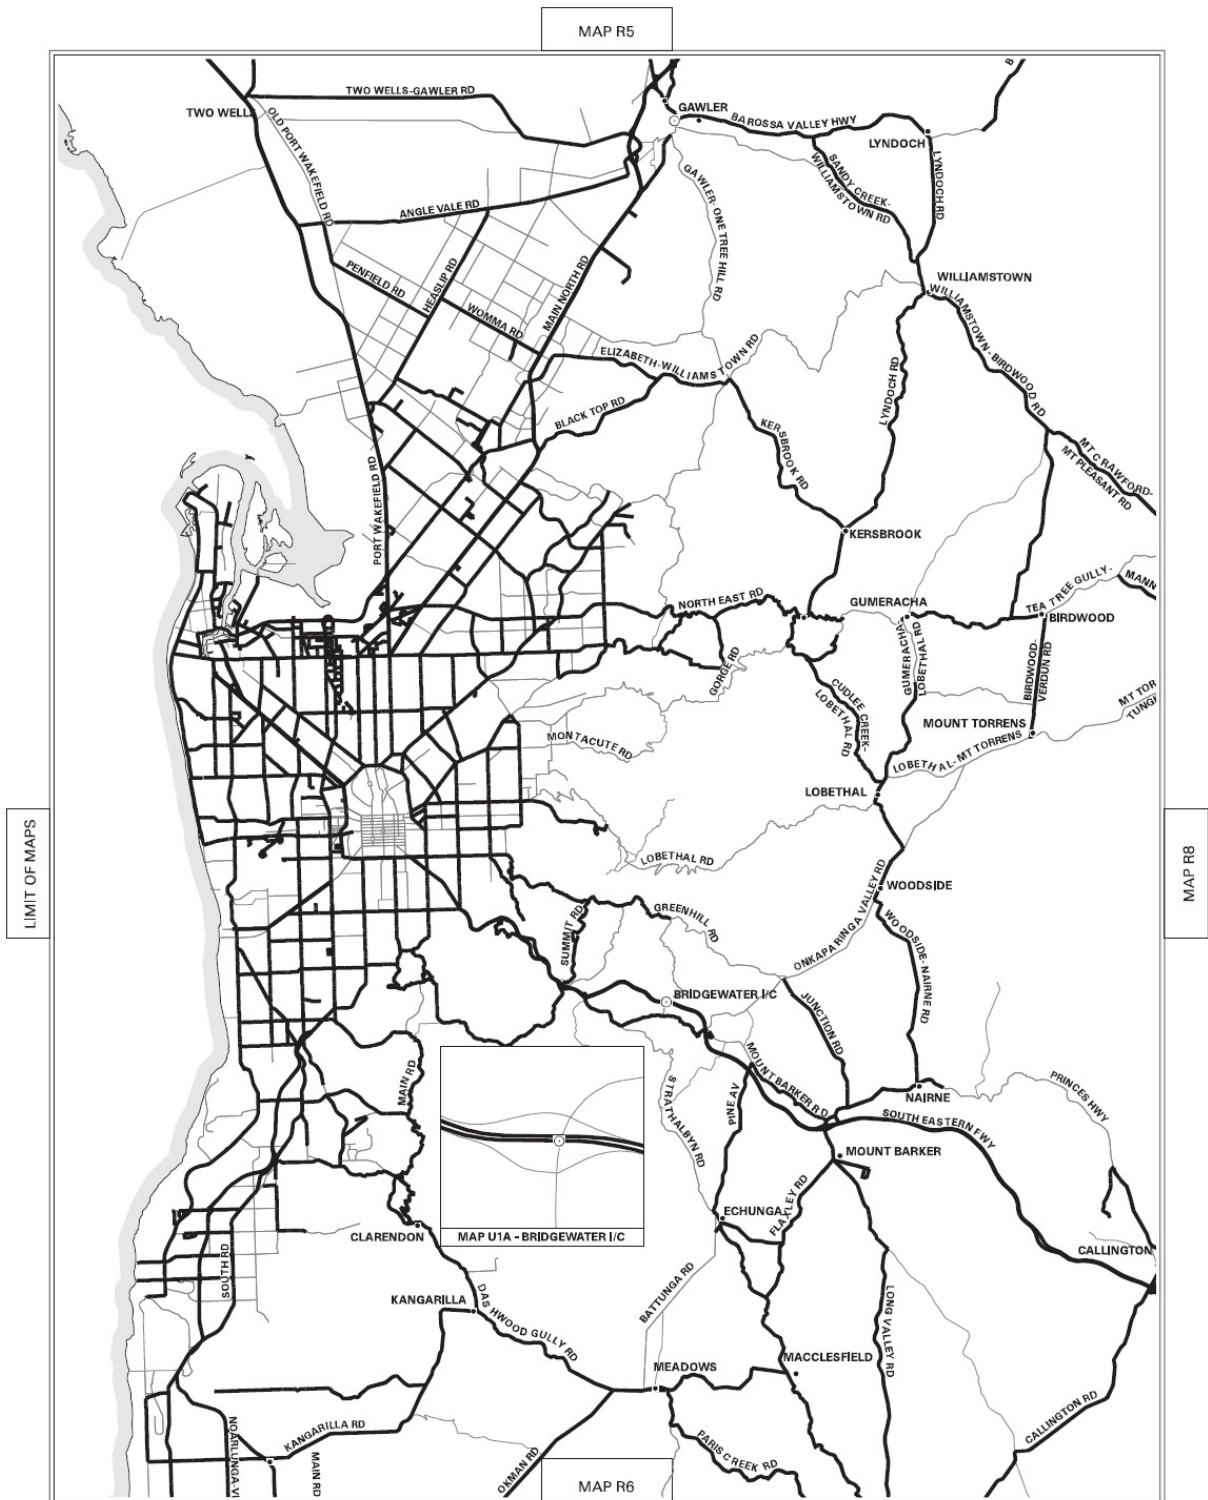 MAP R5
TWO WELLS-GAWLER RD
TWO WELLS
OLD PORT WAKEFIELD RD
GAWLER
BAROSSA VALLEY HWY
LYNDOCH
LYNDOCH RD
SANDY CREEK-
WILLIAMSTOWN RD
GAWLER-ONE TREE HILL RD
ANGLE VALE RD
PENFIELD RD
HEASLIP RD
WOMMA RD
MAIN NORTH RD
WILLIAMSTOWN
WILLIAMSTOWN-BIRDWOOD RD
ELIZABETH-WILLIAMSTOWN RD
BLACK TOP RD
LYNDOCH RD
KERSBROOK RD
MT CRAWFORD-
MT PLEASANT RD
PORT WAKEFIELD RD
KERSBROOK
NORTH EAST RD
GUMERACHA
TEA TREE GULLY-
MANN
BIRDWOOD
GORGE RD
GUMERACHA-
LOBETHAL RD
BIRDWOOD-
VERDUN RD
CUDLEE CREEK-
LOBETHAL RD
MT TOR
TUNG
MOUNT TORRENS
MONTACUTE RD
LOBETHAL-MT TORRENS
LOBETHAL
LIMIT OF MAPS
MAP R8
LOBETHAL RD
WOODSIDE
GREENHILL RD
SUMMIT RD
ONKAPARINGA VALLEY RD
WOODSIDE-NAIRNE RD
BRIDGEWATER I/C
JUNCTION RD
MAIN RD
MOUNT BARKER RD
STRATHALBYN RD
PINE AV
NAIRNE
PRINCES HWY
SOUTH EASTERN FWY
MOUNT BARKER
ECHUNGA
FLAXLEY RD
CLARENDON
MAP U1A - BRIDGEWATER I/C
CALLINGTON
SOUTH RD
KANGARILLA
DASHWOOD GULLY RD
BATTUNGA RD
LONG VALLEY RD
MEADOWS
MACCLESFIELD
KANGARILLA RD
NOARLUNGA-VI
MAIN RD
OKMAN RD
PARIS CREEK RD
CALLINGTON RD
MAP R6